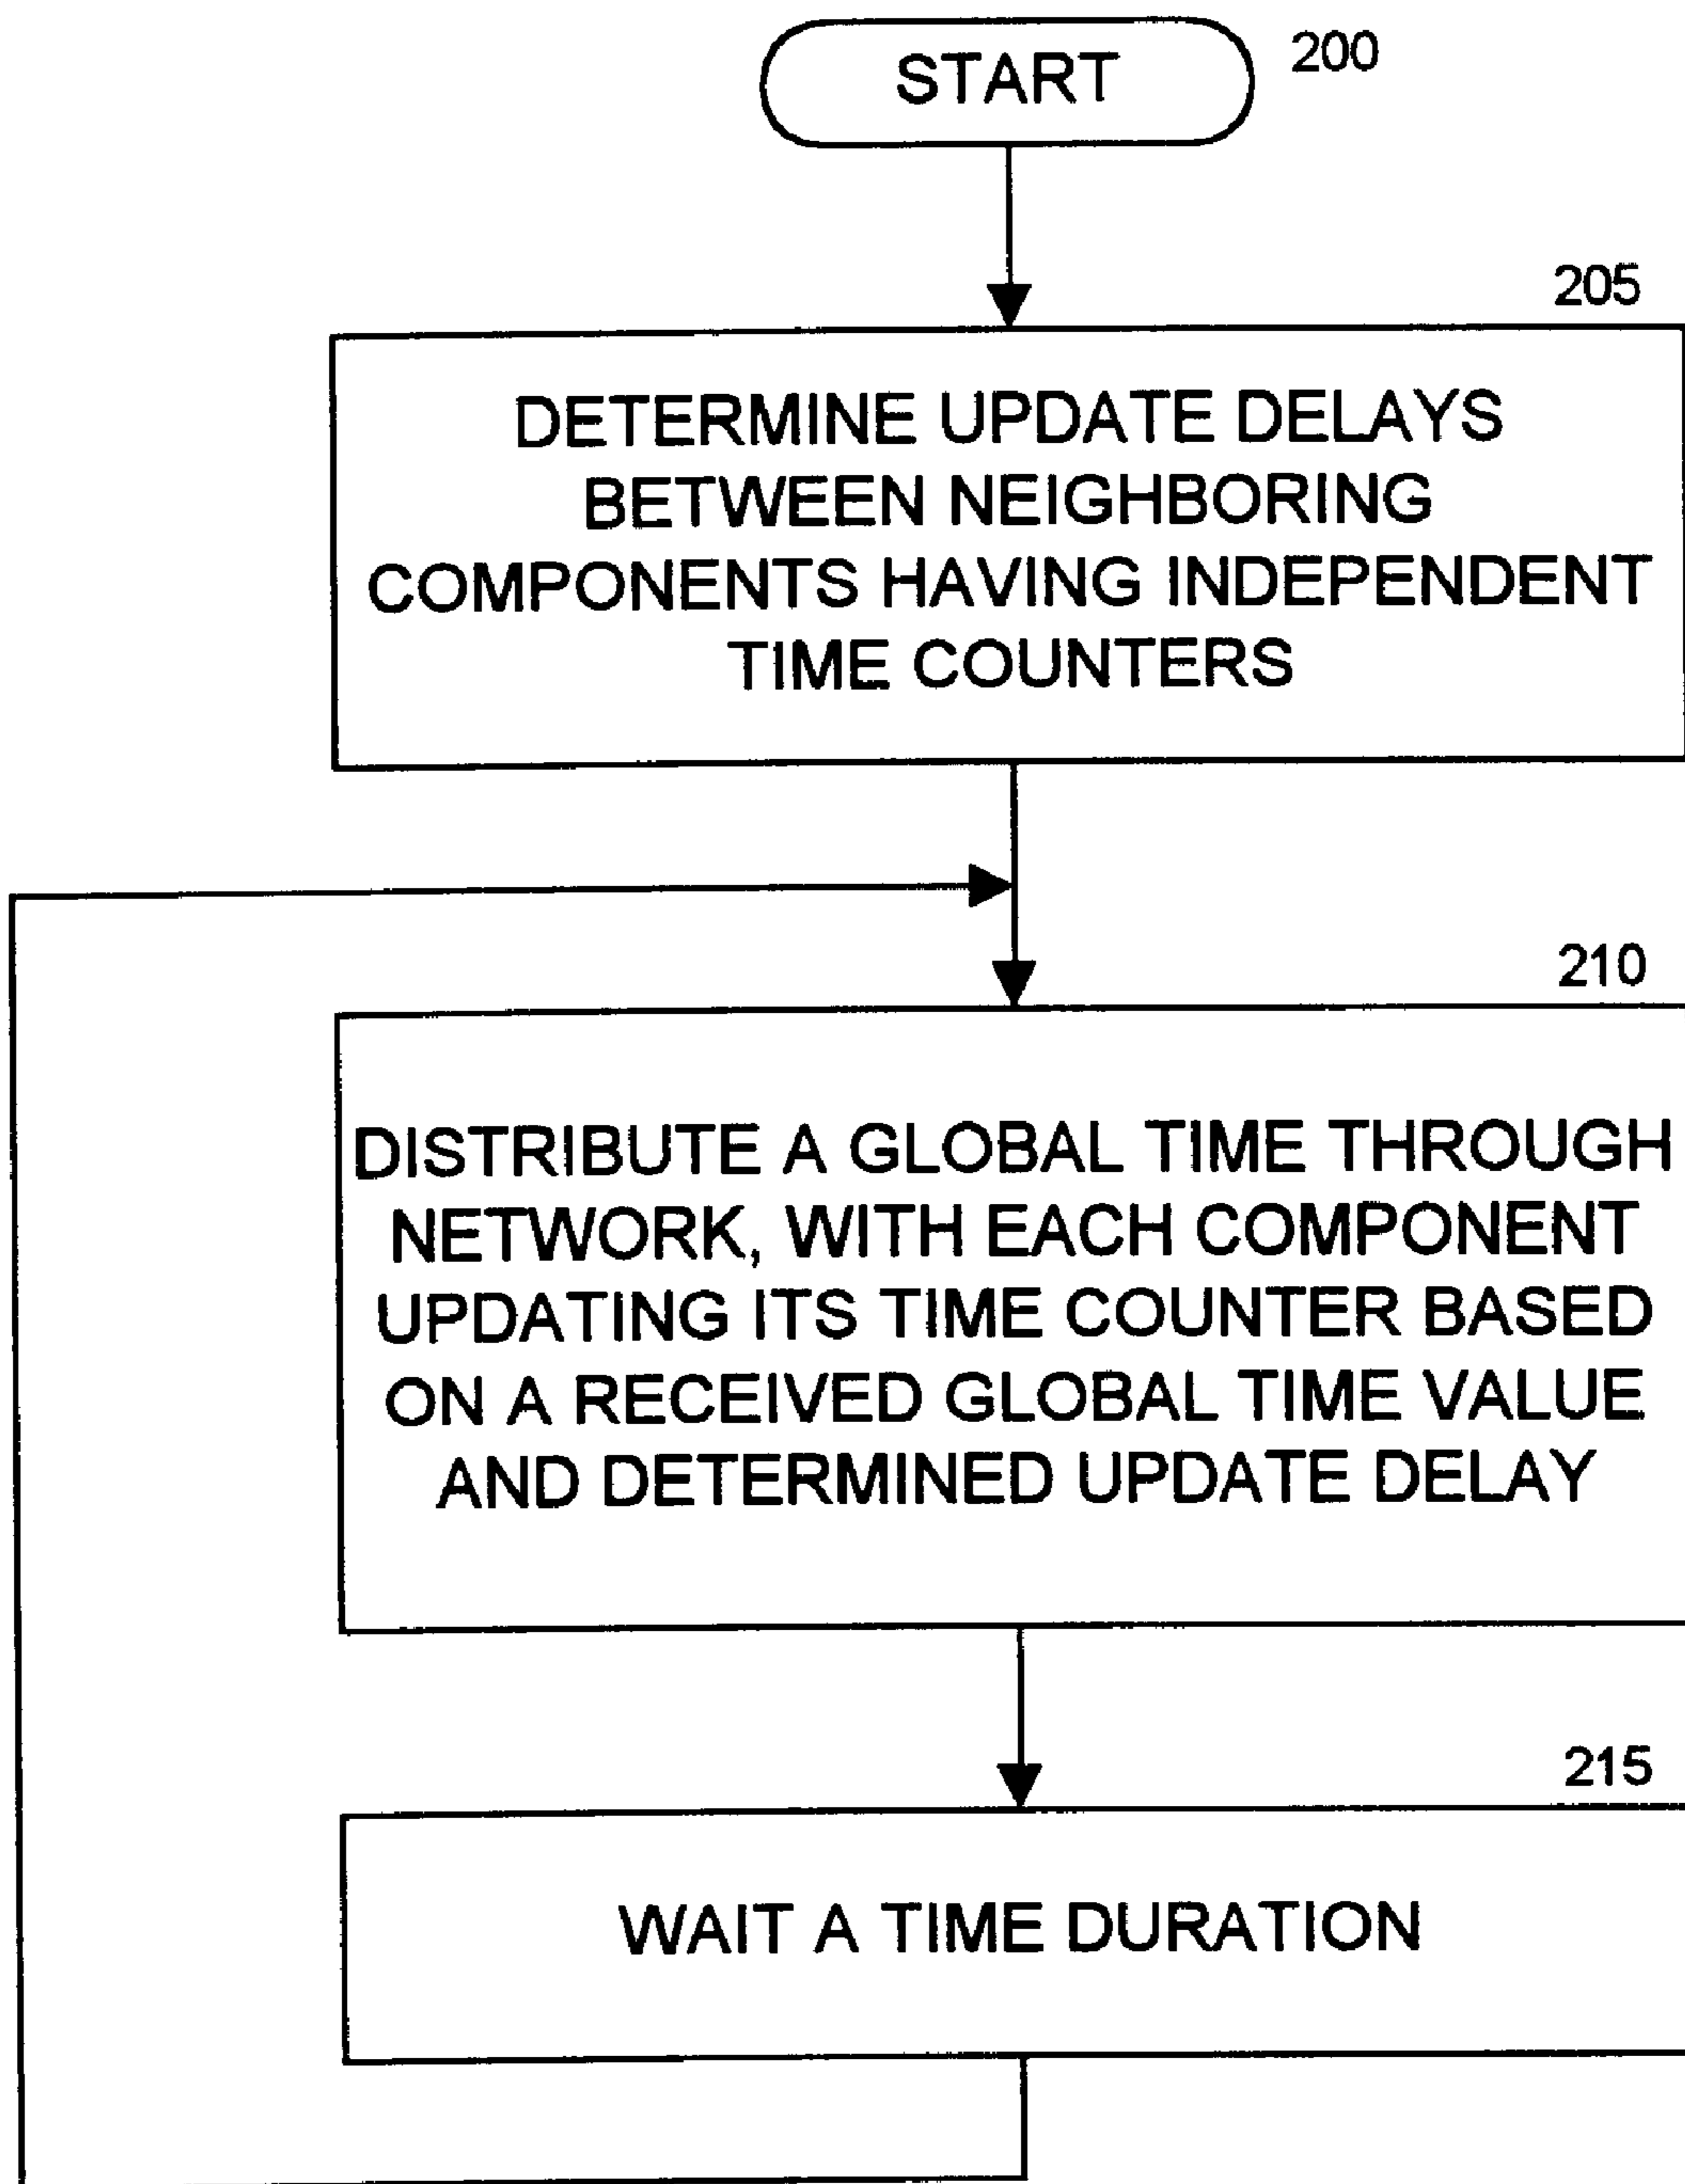 START
200
205
DETERMINE UPDATE DELAYS
BETWEEN NEIGHBORING
COMPONENTS HAVING INDEPENDENT
TIME COUNTERS
210
DISTRIBUTE A GLOBAL TIME THROUGH
NETWORK, WITH EACH COMPONENT
UPDATING ITS TIME COUNTER BASED
ON A RECEIVED GLOBAL TIME VALUE
AND DETERMINED UPDATE DELAY
215
WAIT A TIME DURATION